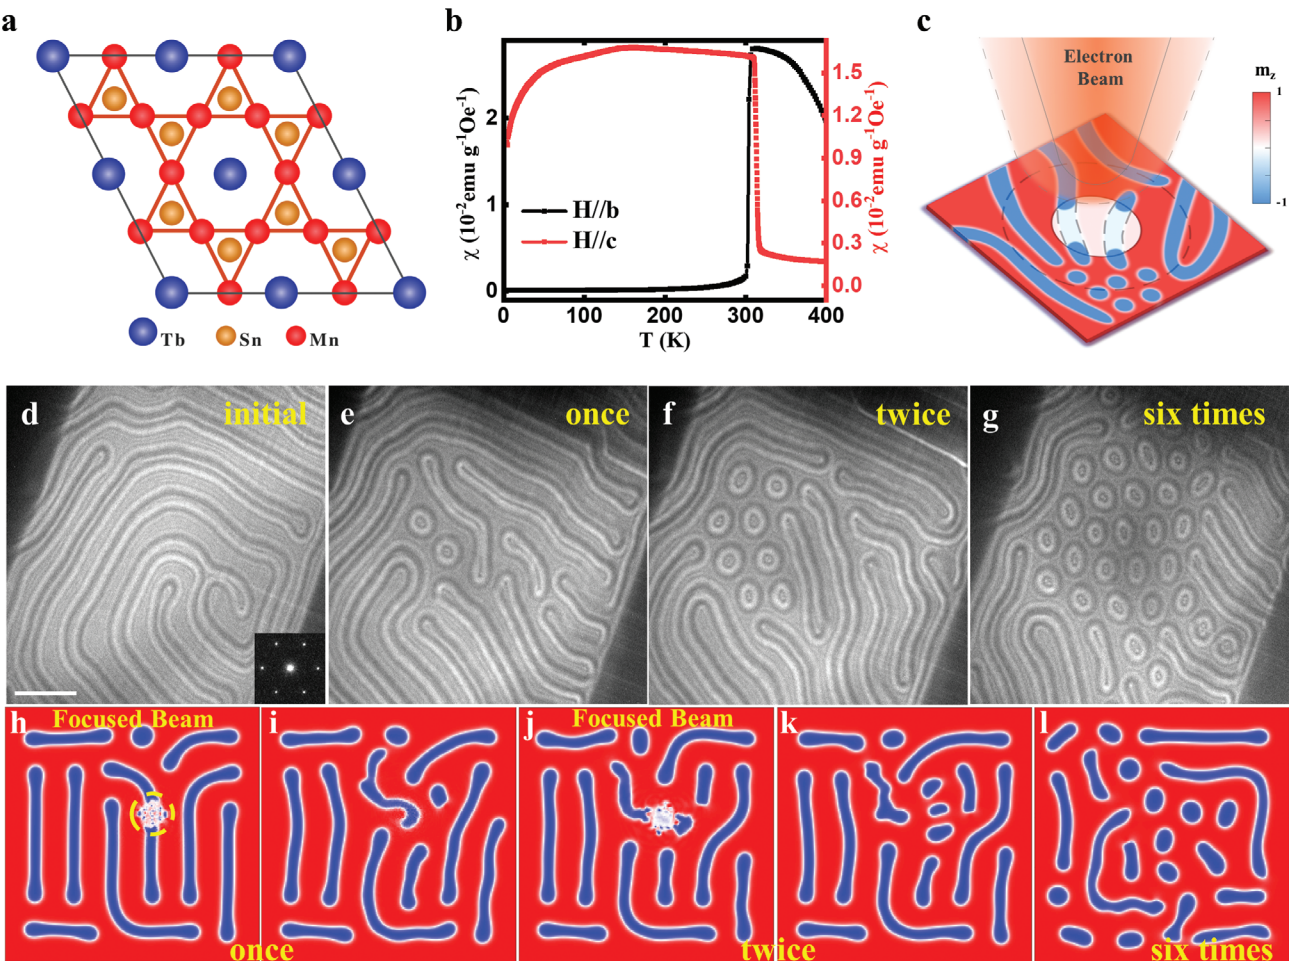 a
Tb
Sn
Mn
b
χ (10⁻²emu g⁻¹Oe⁻¹)
2
1
0
H//b
H//c
0
100
200
300
400
T (K)
1.5
1.2
0.9
0.6
0.3
0.0
χ (10⁻²emu g⁻¹Oe⁻¹)
c
Electron
Beam
m_z
1
-1
d
initial
e
once
f
twice
g
six times
h
Focused Beam
i
once
j
Focused Beam
k
twice
l
six times